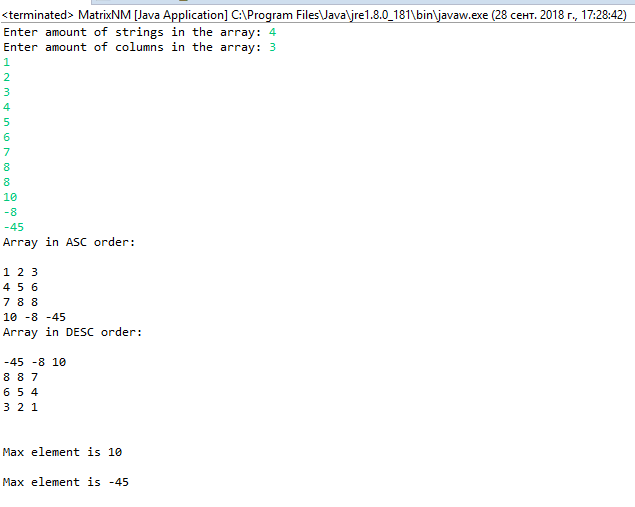 <terminated> MatrixNM [Java Application] C:\Program Files\Java\jre1.8.0_181\bin\javaw.exe (28 сент. 2018 г., 17:28:42)
Enter amount of strings in the array: 4
Enter amount of columns in the array: 3
1
2
3
4
5
6
7
8
8
10
-8
-45
Array in ASC order:
1 2 3
4 5 6
7 8 8
10 -8 -45
Array in DESC order:
-45 -8 10
8 8 7
6 5 4
3 2 1
Max element is 10
Max element is -45